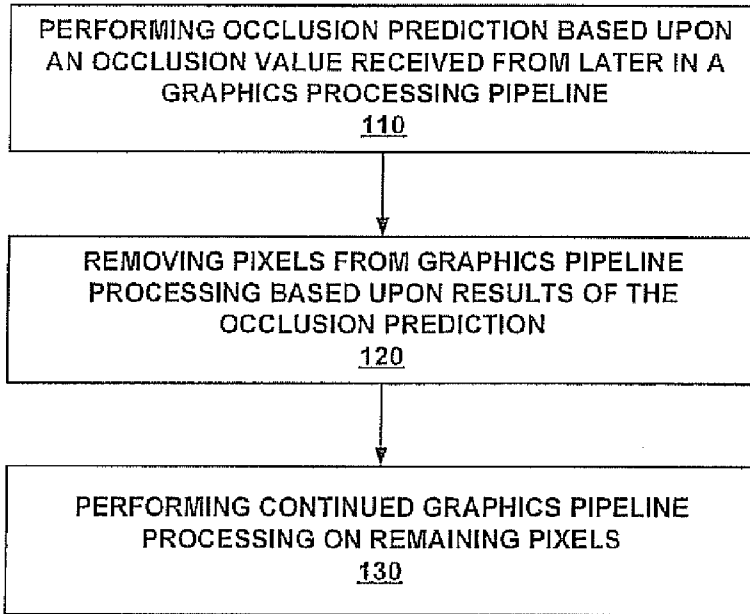 PERFORMING OCCLUSION PREDICTION BASED UPON
AN OCCLUSION VALUE RECEIVED FROM LATER IN A
GRAPHICS PROCESSING PIPELINE
110
REMOVING PIXELS FROM GRAPHICS PIPELINE
PROCESSING BASED UPON RESULTS OF THE
OCCLUSION PREDICTION
120
PERFORMING CONTINUED GRAPHICS PIPELINE
PROCESSING ON REMAINING PIXELS
130